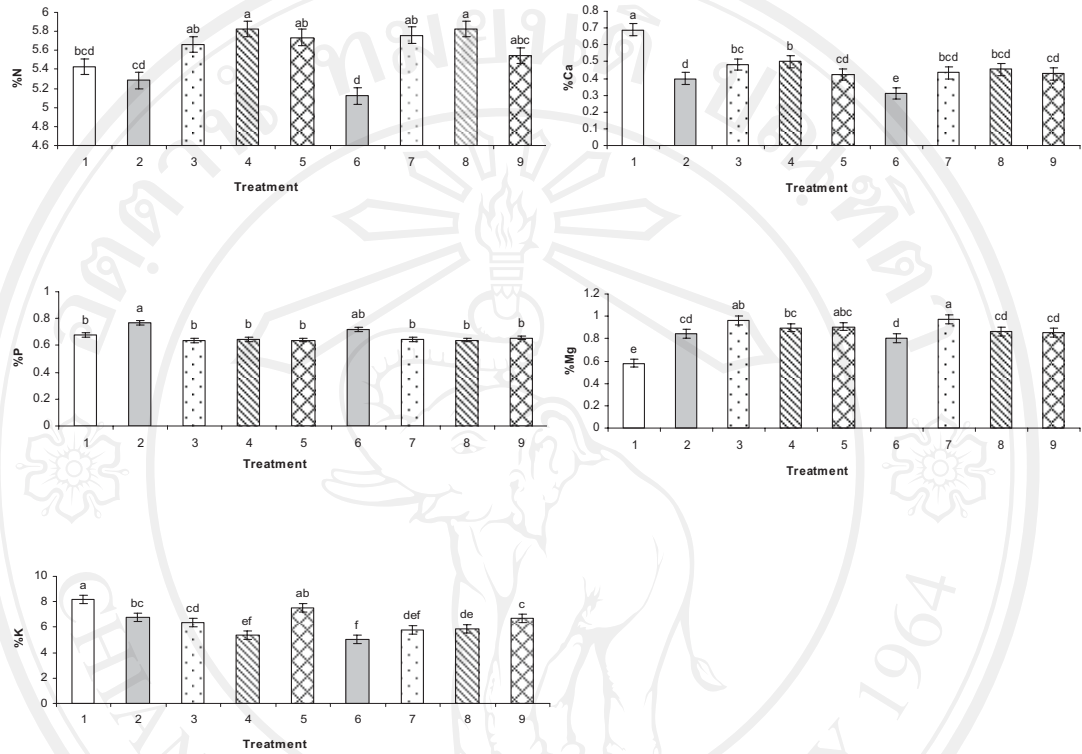 %N
6
5.8
5.6
5.4
5.2
5
4.8
4.6
bcd cd ab a ab d ab a abc
1 2 3 4 5 6 7 8 9
Treatment
%Ca
0.8
0.7
0.6
0.5
0.4
0.3
0.2
0.1
0
a d bc b cd e bcd bcd cd
1 2 3 4 5 6 7 8 9
Treatment
%P
1
0.8
0.6
0.4
0.2
0
b a b b b ab b b b
1 2 3 4 5 6 7 8 9
Treatment
%Mg
1.2
1
0.8
0.6
0.4
0.2
0
e cd ab bc abc d a cd cd
1 2 3 4 5 6 7 8 9
Treatment
%K
10
8
6
4
2
0
a bc cd ef ab f def de c
1 2 3 4 5 6 7 8 9
Treatment
1964